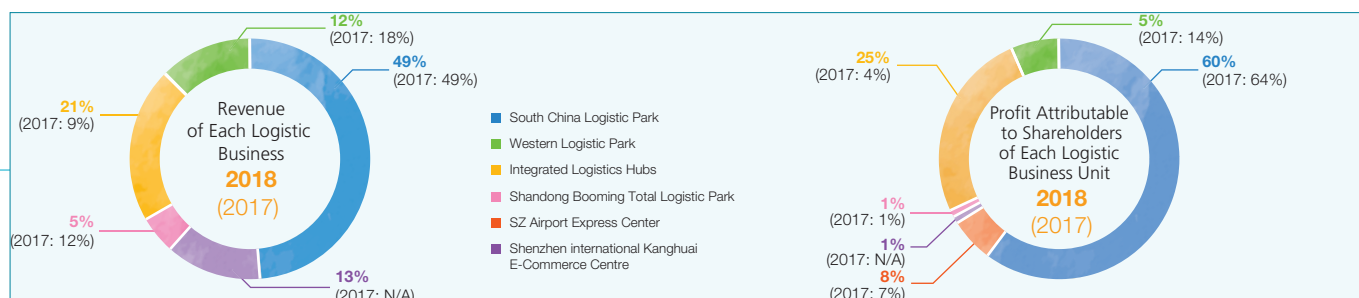 12%
(2017: 18%)
49%
(2017: 49%)
21%
(2017: 9%)
5%
(2017: 12%)
13%
(2017: N/A)
Revenue
of Each Logistic
Business
2018
(2017)
South China Logistic Park
Western Logistic Park
Integrated Logistics Hubs
Shandong Booming Total Logistic Park
SZ Airport Express Center
Shenzhen international Kanghuai
E-Commerce Centre
5%
(2017: 14%)
25%
(2017: 4%)
60%
(2017: 64%)
Profit Attributable
to Shareholders
of Each Logistic
Business Unit
2018
(2017)
1%
(2017: 1%)
1%
(2017: N/A)
8%
(2017: 7%)